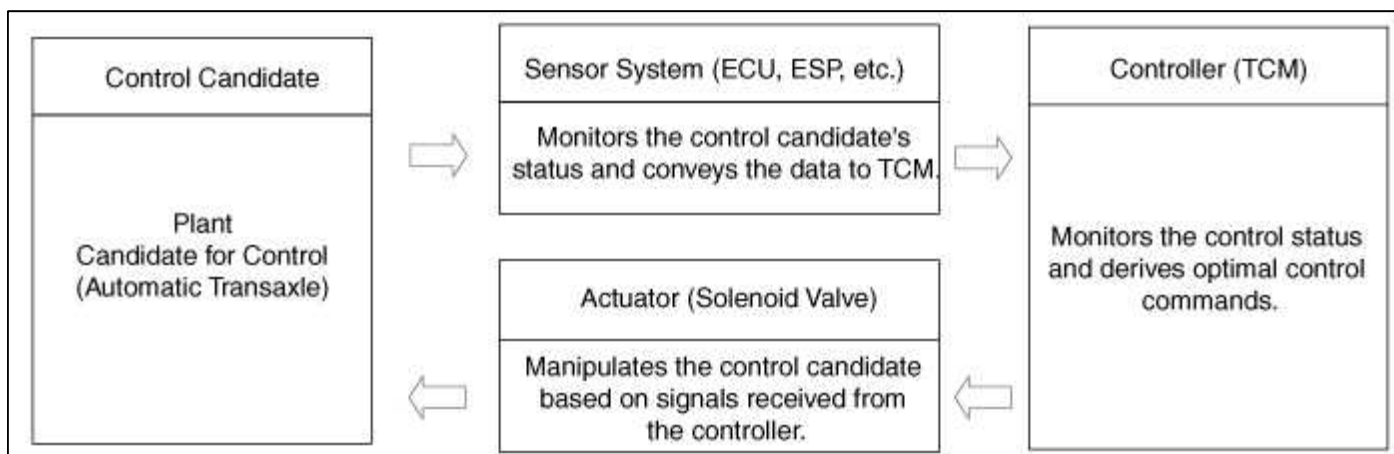 Control Candidate
Plant
Candidate for Control
(Automatic Transaxle)
Sensor System (ECU, ESP, etc.)
Monitors the control candidate's
status and conveys the data to TCM.
Actuator (Solenoid Valve)
Manipulates the control candidate
based on signals received from
the controller.
Controller (TCM)
Monitors the control status
and derives optimal control
commands.